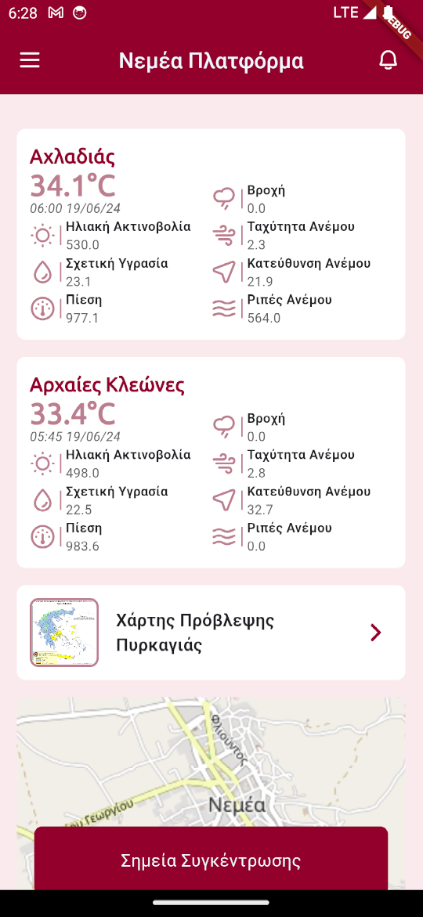 6:28
LTE
DEBUG
Νεμέα Πλατφόρμα
Αχλαδιάς
34.1°C
06:00 19/06/24
Βροχή
0.0
Ηλιακή Ακτινοβολία
530.0
Ταχύτητα Ανέμου
2.3
Σχετική Υγρασία
23.1
Κατεύθυνση Ανέμου
21.9
Πίεση
977.1
Ριπές Ανέμου
564.0
Αρχαίες Κλεώνες
33.4°C
05:45 19/06/24
Βροχή
0.0
Ηλιακή Ακτινοβολία
498.0
Ταχύτητα Ανέμου
2.8
Σχετική Υγρασία
22.5
Κατεύθυνση Ανέμου
32.7
Πίεση
983.6
Ριπές Ανέμου
0.0
Χάρτης Πρόβλεψης
Πυρκαγιάς
Φλιούντος
Νεμέα
Γεωργίου
Σημεία Συγκέντρωσης